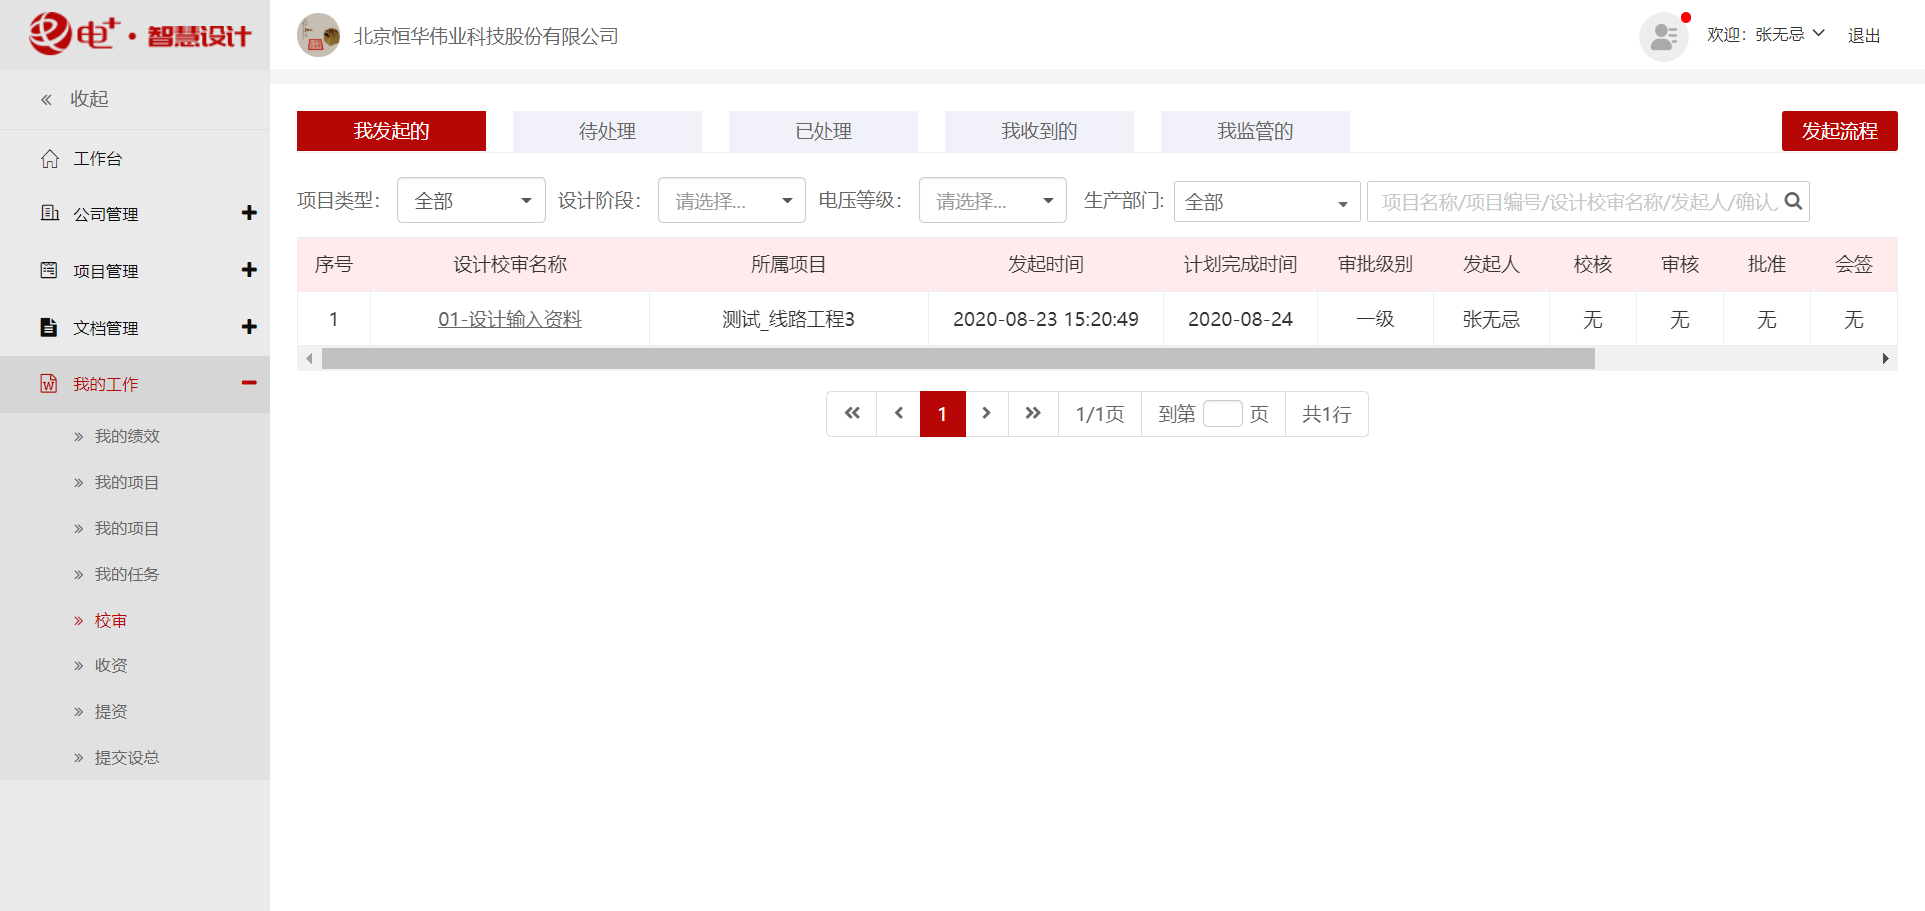 电+·智慧设计
北京恒华伟业科技股份有限公司
欢迎：张无忌
退出
收起
工作台
公司管理
项目管理
文档管理
我的工作
我的绩效
我的项目
我的项目
我的任务
校审
收资
提资
提交设总
我发起的
待处理
已处理
我收到的
我监管的
发起流程
项目类型： 全部
设计阶段： 请选择...
电压等级： 请选择...
生产部门: 全部
项目名称/项目编号/设计校审名称/发起人/确认
序号 设计校审名称 所属项目 发起时间 计划完成时间 审批级别 发起人 校核 审核 批准 会签
1 01-设计输入资料 测试_线路工程3 2020-08-23 15:20:49 2020-08-24 一级 张无忌 无 无 无 无
1 1/1页 到第 页 共1行